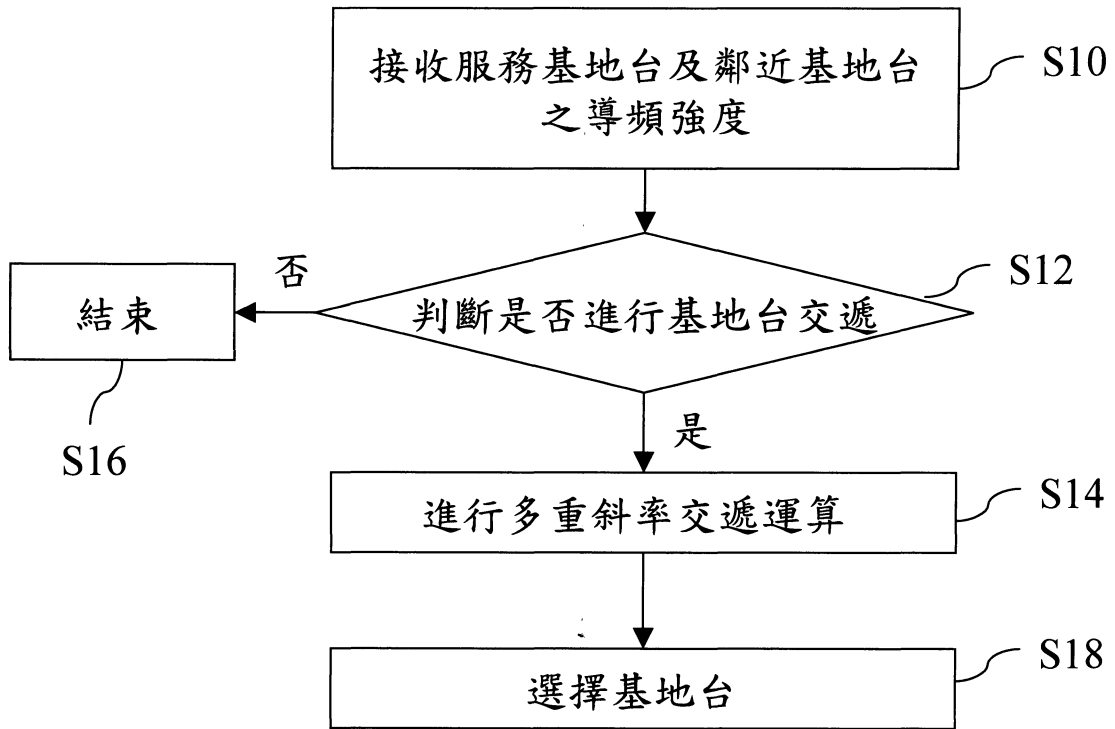 接收服務基地台及鄰近基地台
之導頻強度
S10
判斷是否進行基地台交遞
S12
否
結束
S16
是
進行多重斜率交遞運算
S14
選擇基地台
S18